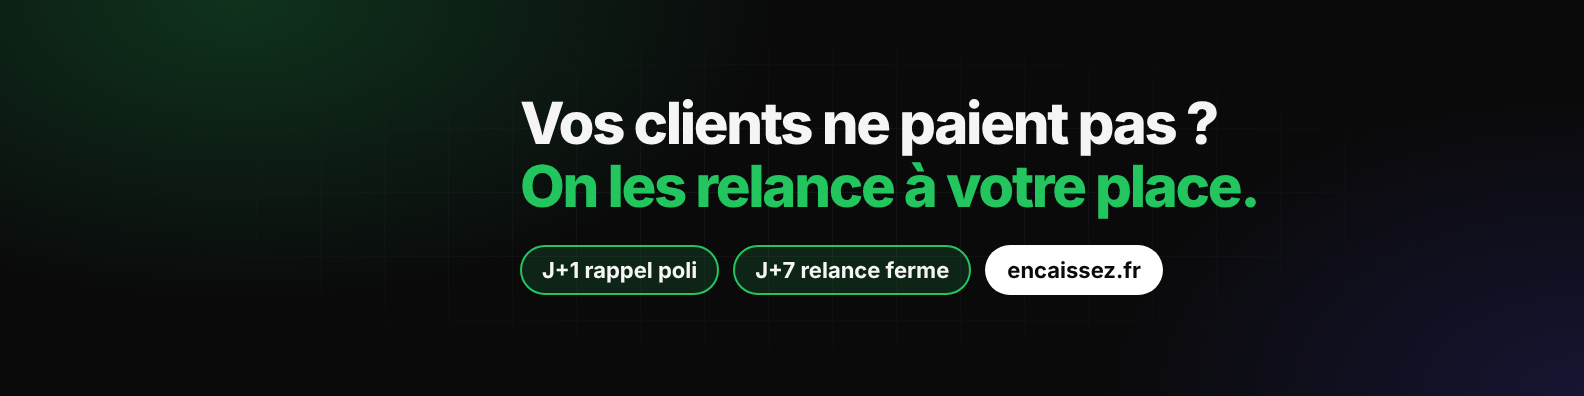 Vos clients ne paient pas ?
On les relance à votre place.
J+1 rappel poli
J+7 relance ferme
encaissez.fr